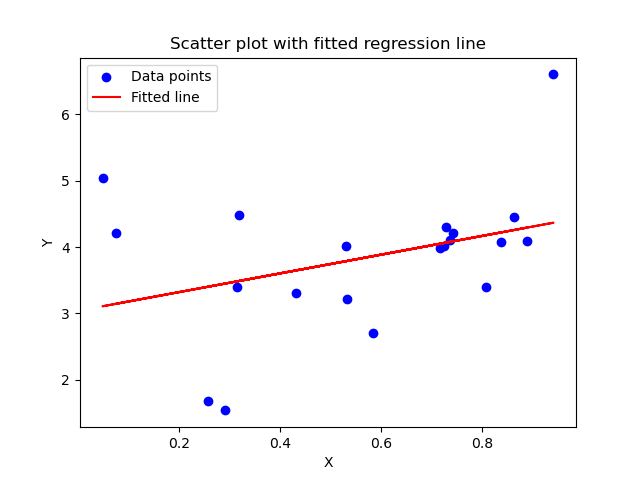 Scatter plot with fitted regression line
Data points
Fitted line
6
5
4
3
2
Y
0.2 0.4 0.6 0.8
X